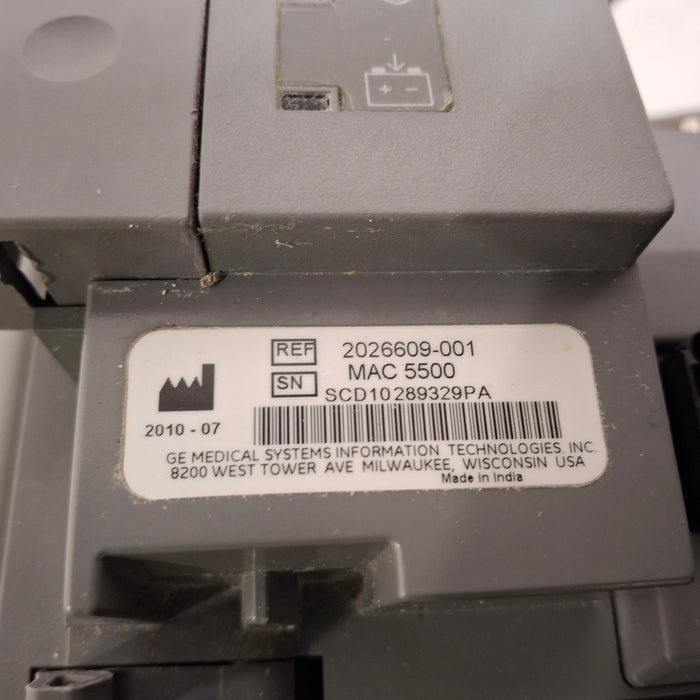 REF 2026609-001
MAC 5500
SN SCD10289329PA
2010 - 07
GE MEDICAL SYSTEMS INFORMATION TECHNOLOGIES, INC.
8200 WEST TOWER AVE MILWAUKEE, WISCONSIN USA
Made in India